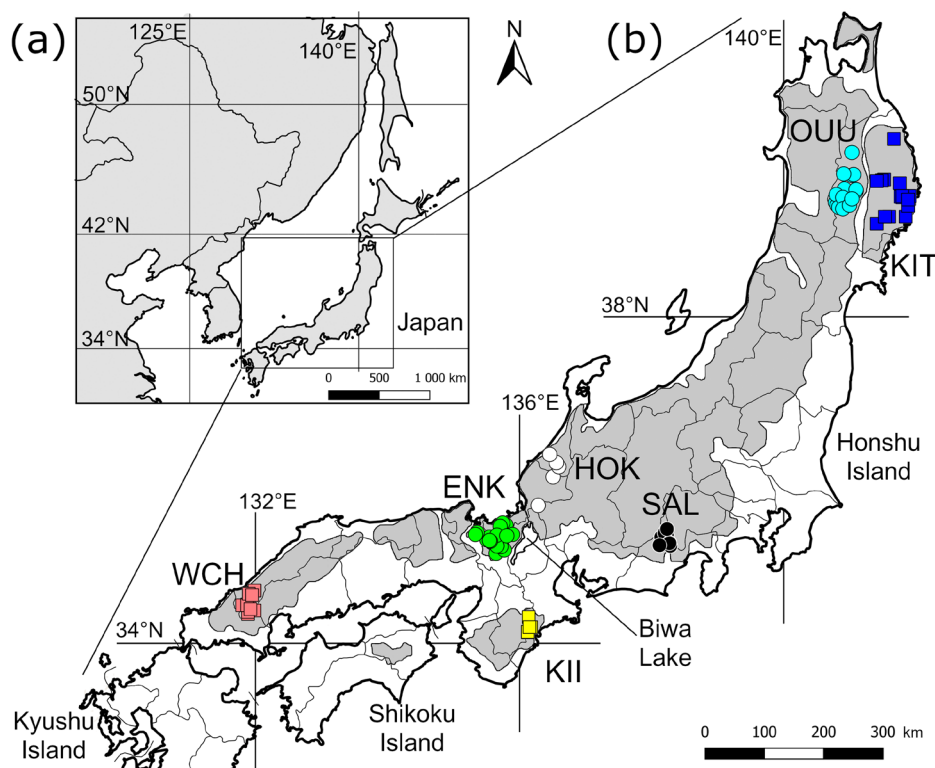 (a)
125°E
140°E
50°N
42°N
34°N
Japan
0 500 1 000 km
N
(b)
140°E
OUU
KIT
38°N
136°E
HOK
Honshu
Island
ENK
SAL
132°E
WCH
34°N
KII
Biwa
Lake
Kyushu
Island
Shikoku
Island
0 100 200 300 km